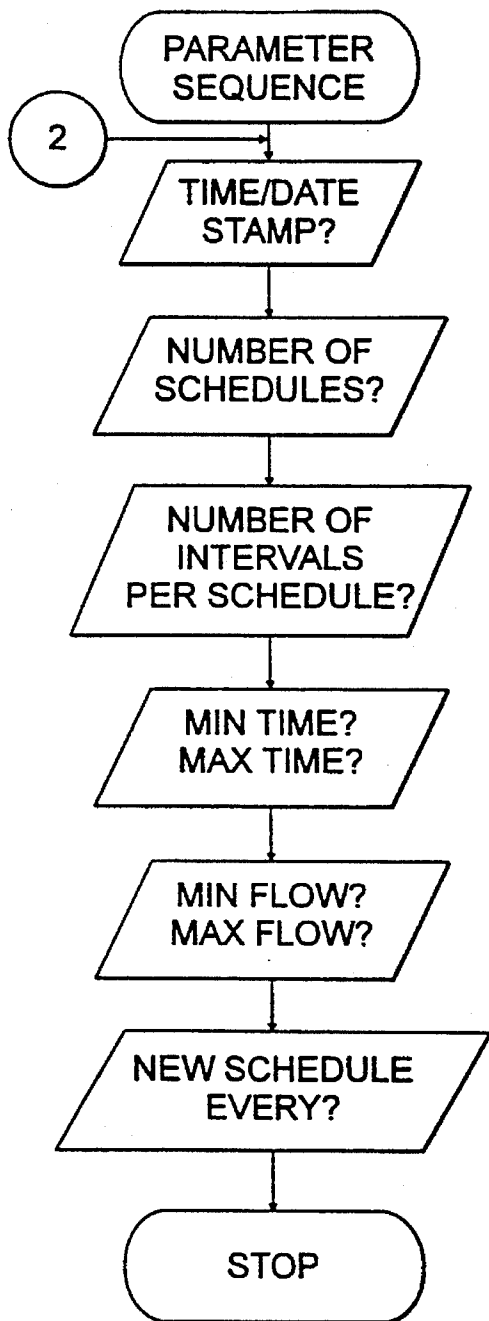 PARAMETER
SEQUENCE
2
TIME/DATE
STAMP?
NUMBER OF
SCHEDULES?
NUMBER OF
INTERVALS
PER SCHEDULE?
MIN TIME?
MAX TIME?
MIN FLOW?
MAX FLOW?
NEW SCHEDULE
EVERY?
STOP